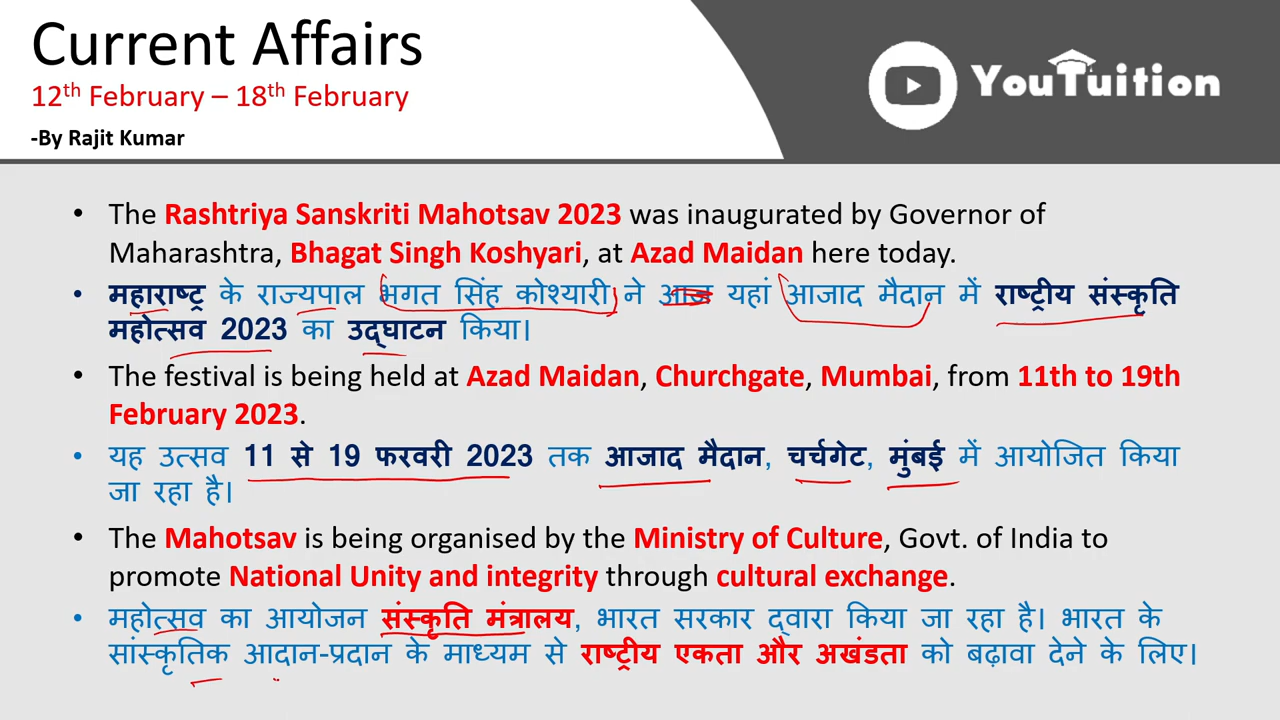 Current Affairs
12th February – 18th February
-By Rajit Kumar
YouTuition
• The Rashtriya Sanskriti Mahotsav 2023 was inaugurated by Governor of
Maharashtra, Bhagat Singh Koshyari, at Azad Maidan here today.
• महाराष्ट्र के राज्यपाल भगत सिंह कोश्यारी ने आज यहां आजाद मैदान में राष्ट्रीय संस्कृति
महोत्सव 2023 का उद्घाटन किया।
• The festival is being held at Azad Maidan, Churchgate, Mumbai, from 11th to 19th
February 2023.
• यह उत्सव 11 से 19 फरवरी 2023 तक आजाद मैदान, चर्चगेट, मुंबई में आयोजित किया
जा रहा है।
• The Mahotsav is being organised by the Ministry of Culture, Govt. of India to
promote National Unity and integrity through cultural exchange.
• महोत्सव का आयोजन संस्कृति मंत्रालय, भारत सरकार द्वारा किया जा रहा है। भारत के
सांस्कृतिक आदान-प्रदान के माध्यम से राष्ट्रीय एकता और अखंडता को बढ़ावा देने के लिए।